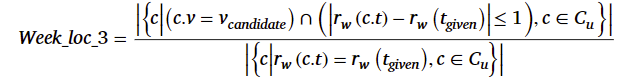 Week_loc_3 = |{c|(c.v = v_candidate) ∩ (|r_w (c.t) − r_w (t_given)| ≤ 1), c ∈ C_u}| / |{c|r_w (c.t) = r_w (t_given), c ∈ C_u}|